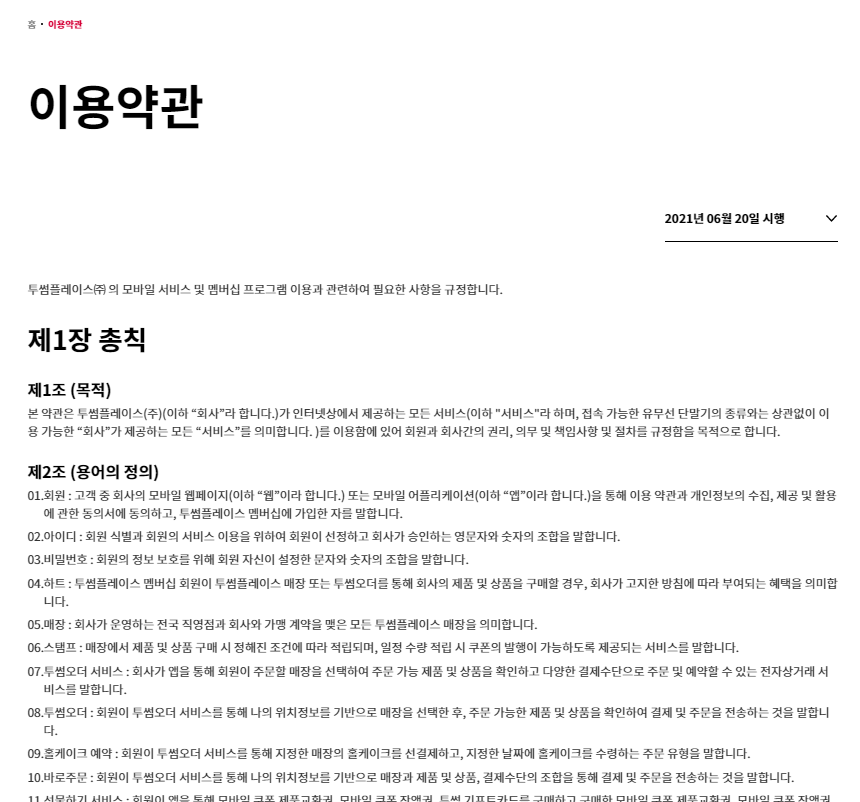 홈 • 이용약관
이용약관
2021년 06월 20일 시행
투썸플레이스㈜ 의 모바일 서비스 및 멤버십 프로그램 이용과 관련하여 필요한 사항을 규정합니다.
제1장 총칙
제1조 (목적)
본 약관은 투썸플레이스(주)(이하 “회사”라 합니다.)가 인터넷상에서 제공하는 모든 서비스(이하 "서비스"라 하며, 접속 가능한 유무선 단말기의 종류와는 상관없이 이
용 가능한 “회사”가 제공하는 모든 “서비스”를 의미합니다. )를 이용함에 있어 회원과 회사간의 권리, 의무 및 책임사항 및 절차를 규정함을 목적으로 합니다.
제2조 (용어의 정의)
01.회원 : 고객 중 회사의 모바일 웹페이지(이하 “웹”이라 합니다.) 또는 모바일 어플리케이션(이하 “앱”이라 합니다.)을 통해 이용 약관과 개인정보의 수집, 제공 및 활용
에 관한 동의서에 동의하고, 투썸플레이스 멤버십에 가입한 자를 말합니다.
02.아이디 : 회원 식별과 회원의 서비스 이용을 위하여 회원이 선정하고 회사가 승인하는 영문자와 숫자의 조합을 말합니다.
03.비밀번호 : 회원의 정보 보호를 위해 회원 자신이 설정한 문자와 숫자의 조합을 말합니다.
04.하트 : 투썸플레이스 멤버십 회원이 투썸플레이스 매장 또는 투썸오더를 통해 회사의 제품 및 상품을 구매할 경우, 회사가 고지한 방침에 따라 부여되는 혜택을 의미합
니다.
05.매장 : 회사가 운영하는 전국 직영점과 회사와 가맹 계약을 맺은 모든 투썸플레이스 매장을 의미합니다.
06.스탬프 : 매장에서 제품 및 상품 구매 시 정해진 조건에 따라 적립되며, 일정 수량 적립 시 쿠폰의 발행이 가능하도록 제공되는 서비스를 말합니다.
07.투썸오더 서비스 : 회사가 앱을 통해 회원이 주문할 매장을 선택하여 주문 가능 제품 및 상품을 확인하고 다양한 결제수단으로 주문 및 예약할 수 있는 전자상거래 서
비스를 말합니다.
08.투썸오더 : 회원이 투썸오더 서비스를 통해 나의 위치정보를 기반으로 매장을 선택한 후, 주문 가능한 제품 및 상품을 확인하여 결제 및 주문을 전송하는 것을 말합니
다.
09.홀케이크 예약 : 회원이 투썸오더 서비스를 통해 지정한 매장의 홀케이크를 선결제하고, 지정한 날짜에 홀케이크를 수령하는 주문 유형을 말합니다.
10.바로주문 : 회원이 투썸오더 서비스를 통해 나의 위치정보를 기반으로 매장과 제품 및 상품, 결제수단의 조합을 통해 결제 및 주문을 전송하는 것을 말합니다.
11.선물하기 서비스 : 회원이 앱을 통해 모바일 쿠폰 제품교환권, 모바일 쿠폰 잔액권, 투썸 기프트카드를 구매하고 구매한 모바일 쿠폰 제품교환권, 모바일 쿠폰 잔액권,